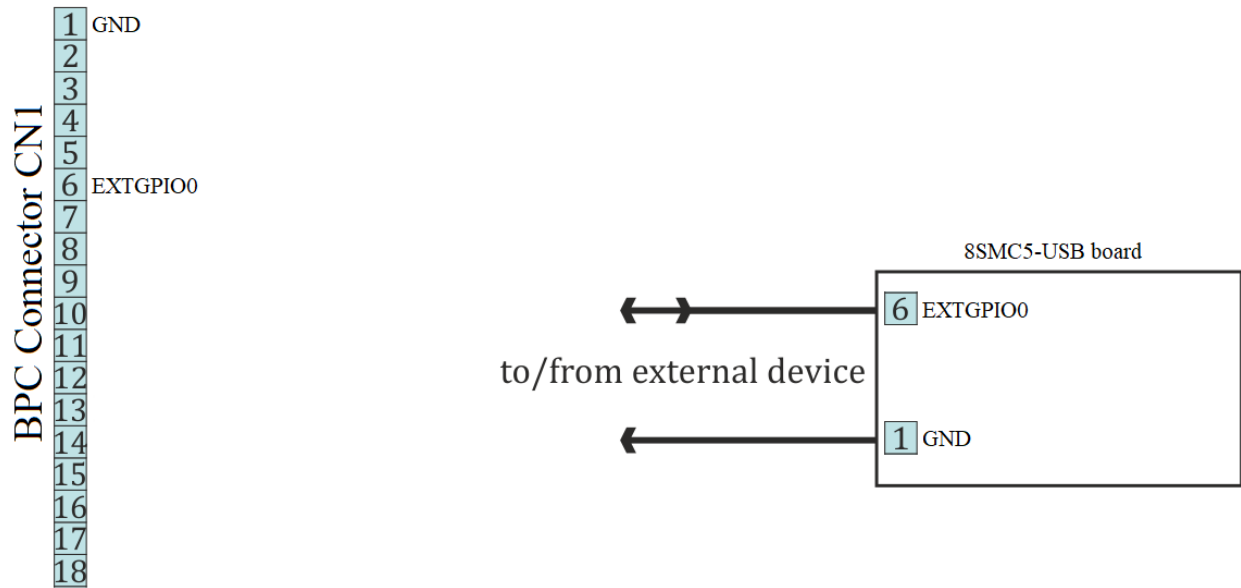 BPC Connector CN1
1 GND
2
3
4
5
6 EXTGPIO0
7
8
9
10
11
12
13
14
15
16
17
18
8SMC5-USB board
6 EXTGPIO0
to/from external device
1 GND